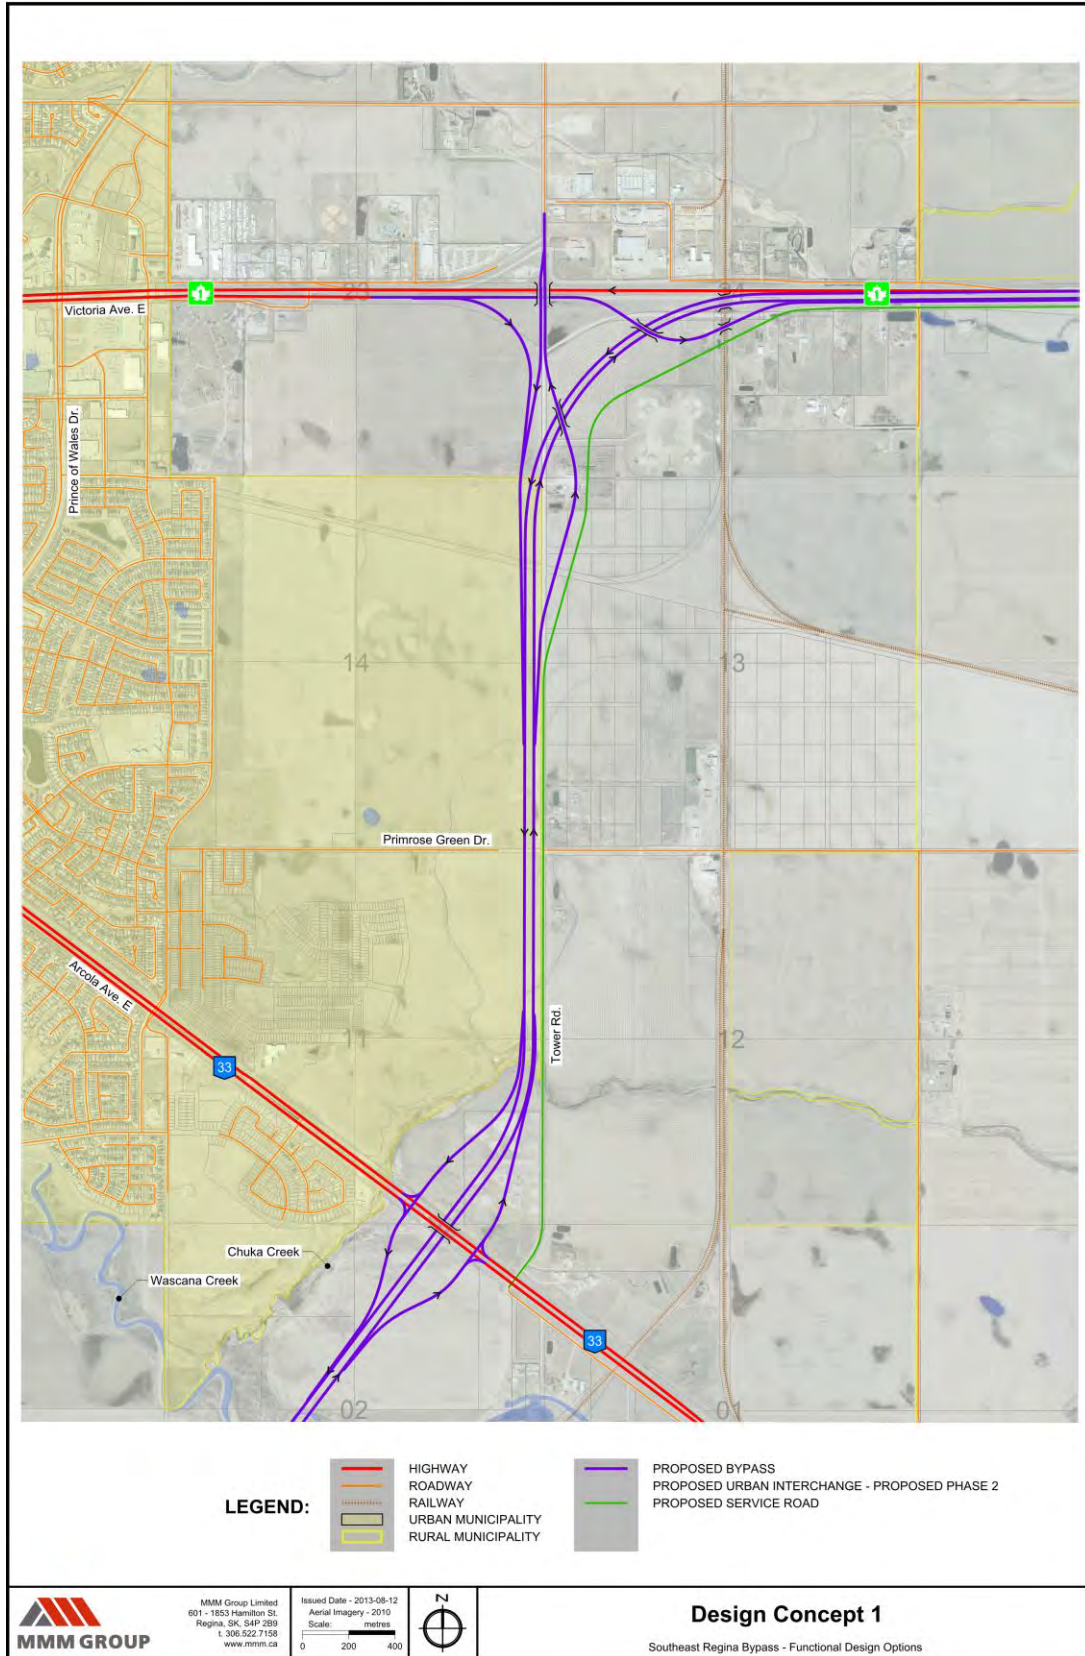 1
1
23
24
Victoria Ave. E
Prince of Wales Dr.
14
13
Primrose Green Dr.
Arcola Ave. E
33
11
12
Tower Rd.
Chuka Creek
Wascana Creek
33
02
01
LEGEND:
HIGHWAY
ROADWAY
RAILWAY
URBAN MUNICIPALITY
RURAL MUNICIPALITY
PROPOSED BYPASS
PROPOSED URBAN INTERCHANGE - PROPOSED PHASE 2
PROPOSED SERVICE ROAD
MMM GROUP
MMM Group Limited
601 - 1853 Hamilton St.
Regina, SK, S4P 2B9
t. 306.522.7158
www.mmm.ca
Issued Date - 2013-08-12
Aerial Imagery - 2010
Scale: metres
0 200 400
N
Design Concept 1
Southeast Regina Bypass - Functional Design Options